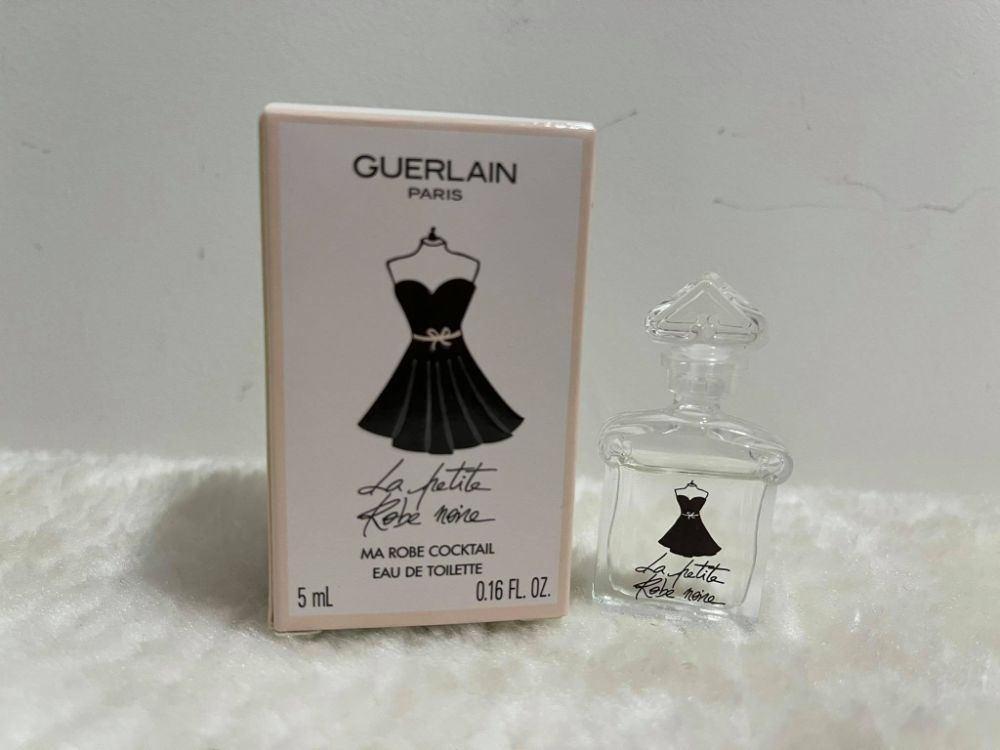 GUERLAIN
PARIS
La petite
Robe noire
MA ROBE COCKTAIL
EAU DE TOILETTE
5 mL 0.16 FL. OZ.
La petite
Robe noire